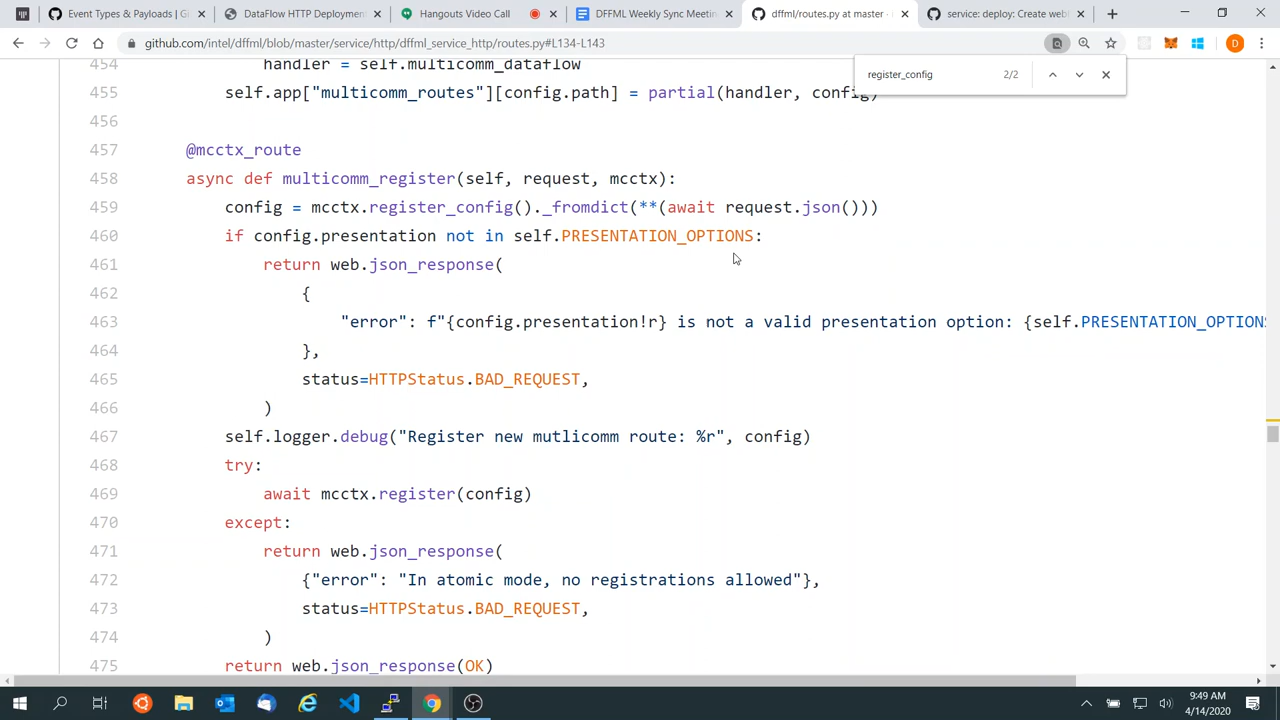 Event Types & Payloads | Gi
DataFlow HTTP Deployment
Hangouts Video Call
DFFML Weekly Sync Meetin
dffml/routes.py at master ·
service: deploy: Create web
github.com/intel/dffml/blob/master/service/http/dffml_service_http/routes.py#L134-L143
D
register_config 2/2
454 handler = self.multicomm_dataflow
455 self.app["multicomm_routes"][config.path] = partial(handler, config)
456
457 @mcctx_route
458 async def multicomm_register(self, request, mcctx):
459 config = mcctx.register_config()._fromdict(**(await request.json()))
460 if config.presentation not in self.PRESENTATION_OPTIONS:
461 return web.json_response(
462 {
463 "error": f"{config.presentation!r} is not a valid presentation option: {self.PRESENTATION_OPTIONS
464 },
465 status=HTTPStatus.BAD_REQUEST,
466 )
467 self.logger.debug("Register new mutlicomm route: %r", config)
468 try:
469 await mcctx.register(config)
470 except:
471 return web.json_response(
472 {"error": "In atomic mode, no registrations allowed"},
473 status=HTTPStatus.BAD_REQUEST,
474 )
475 return web.json_response(OK)
9:49 AM
4/14/2020